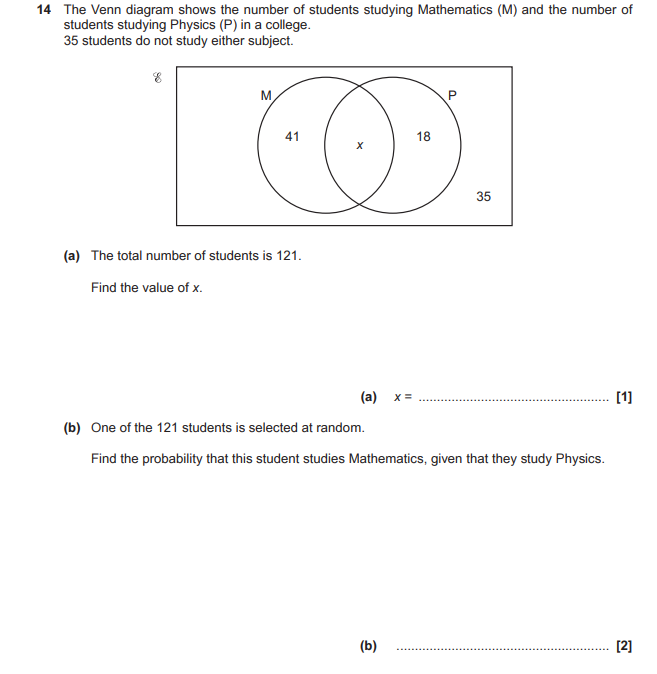 14 The Venn diagram shows the number of students studying Mathematics (M) and the number of
students studying Physics (P) in a college.
35 students do not study either subject.
ℰ
M P
41 x 18
35
(a) The total number of students is 121.
Find the value of x.
(a) x = .................................................... [1]
(b) One of the 121 students is selected at random.
Find the probability that this student studies Mathematics, given that they study Physics.
(b) .......................................................... [2]